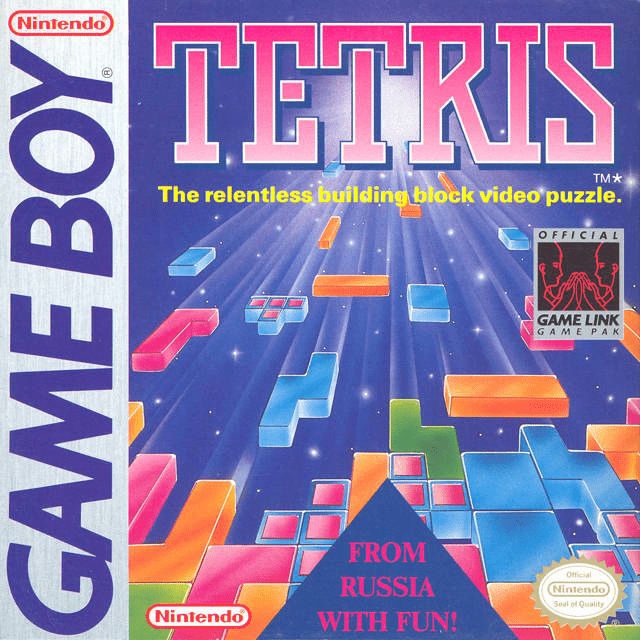 Nintendo®
GAME BOY®
TETRIS
TM*
The relentless building block video puzzle.
OFFICIAL
GAME LINK
GAME PAK
FROM
RUSSIA
WITH FUN!
Nintendo®
Official
Nintendo®
Seal of Quality